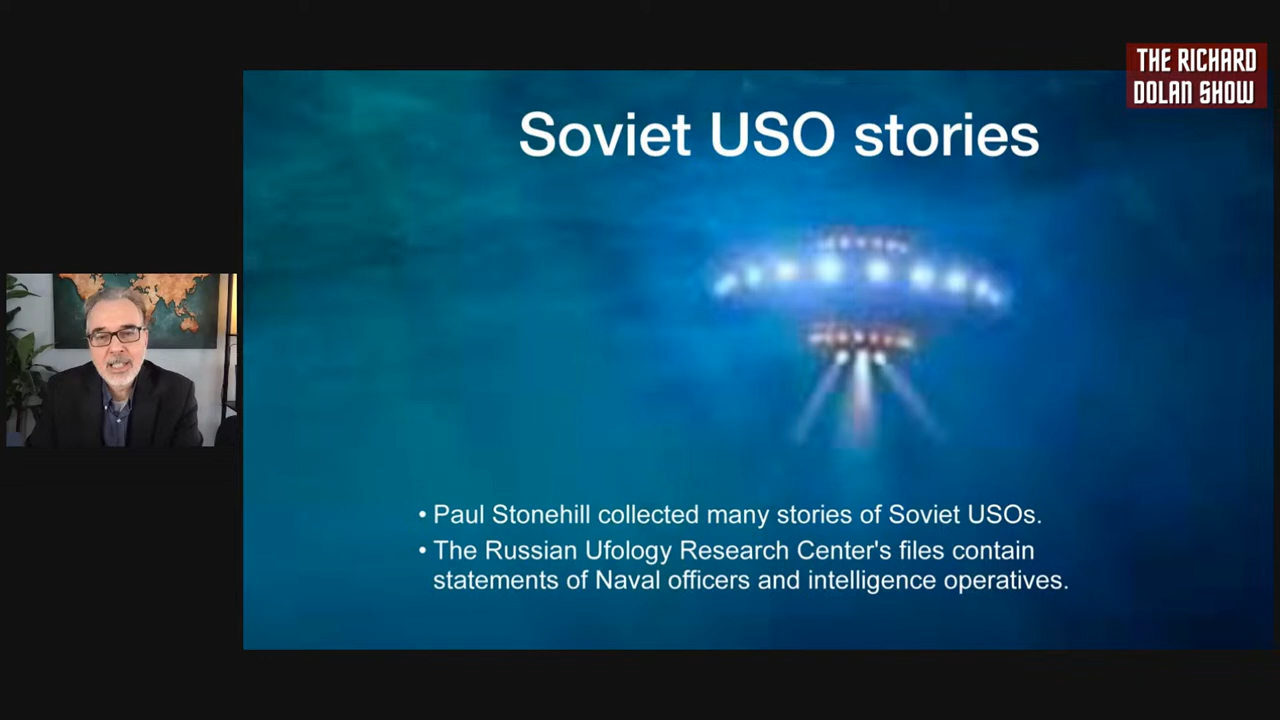 THE RICHARD
DOLAN SHOW
Soviet USO stories
• Paul Stonehill collected many stories of Soviet USOs.
• The Russian Ufology Research Center's files contain
statements of Naval officers and intelligence operatives.